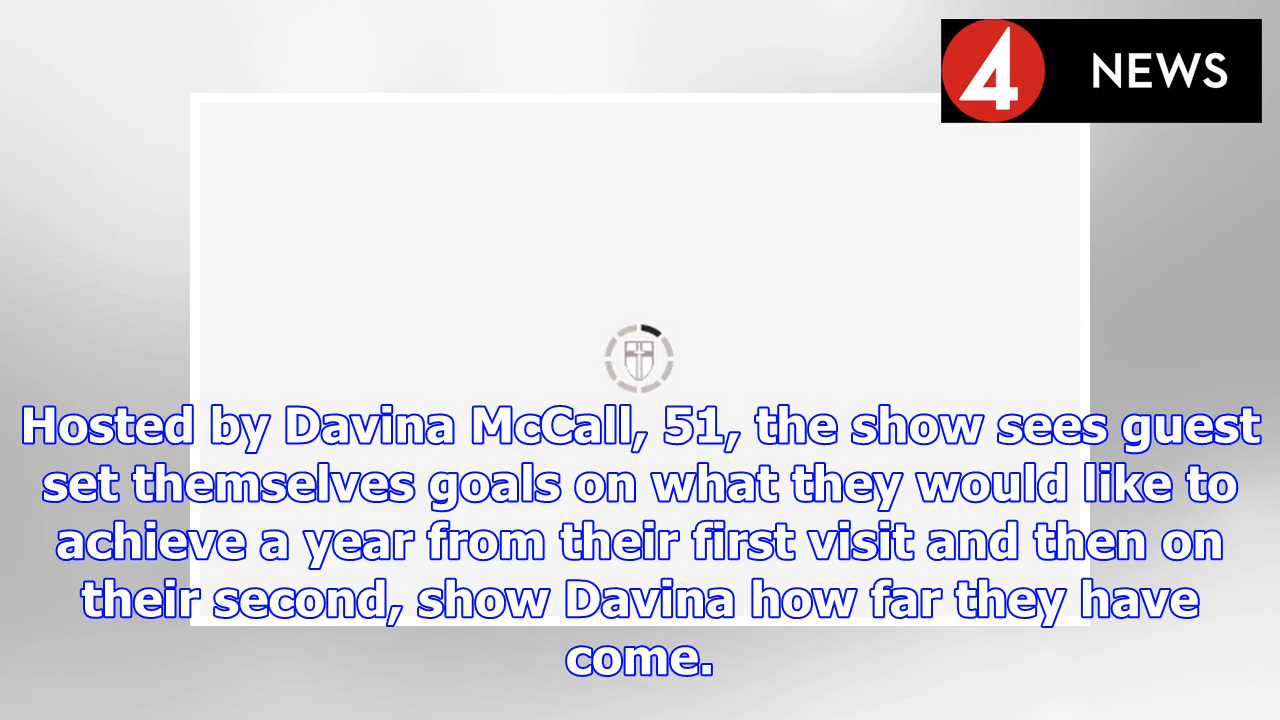 4 NEWS
Hosted by Davina McCall, 51, the show sees guest
set themselves goals on what they would like to
achieve a year from their first visit and then on
their second, show Davina how far they have
come.